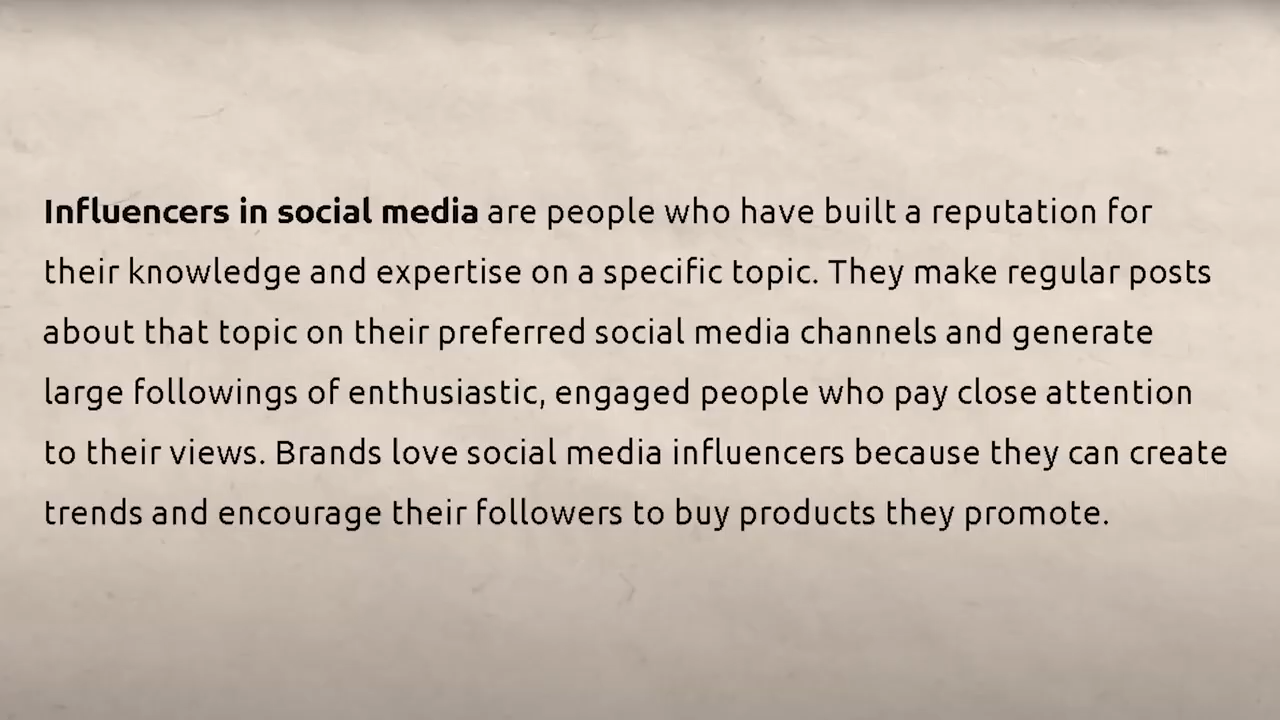 Influencers in social media are people who have built a reputation for
their knowledge and expertise on a specific topic. They make regular posts
about that topic on their preferred social media channels and generate
large followings of enthusiastic, engaged people who pay close attention
to their views. Brands love social media influencers because they can create
trends and encourage their followers to buy products they promote.